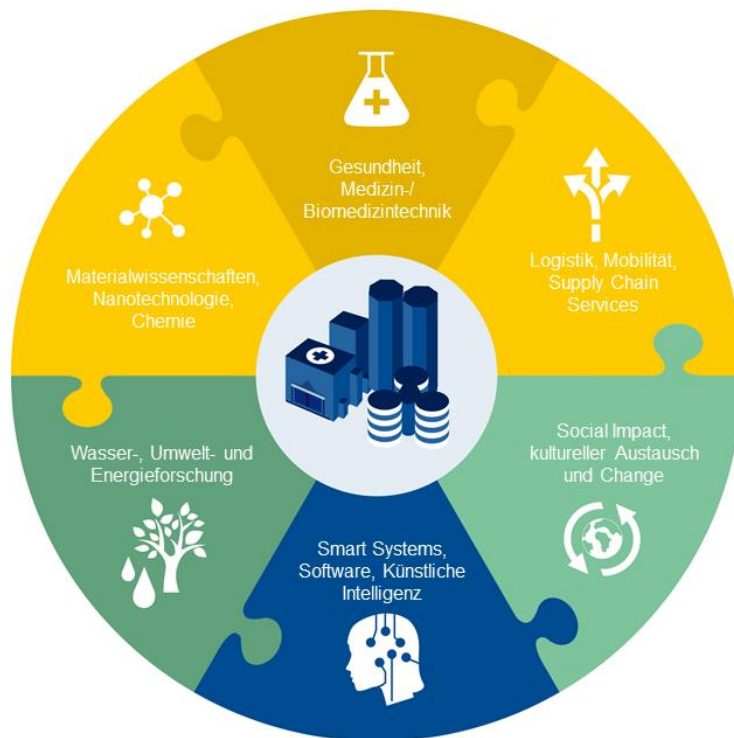 Gesundheit,
Medizin-/
Biomedizintechnik
Logistik, Mobilität,
Supply Chain
Services
Social Impact,
kultureller Austausch
und Change
Smart Systems,
Software, Künstliche
Intelligenz
Wasser-, Umwelt- und
Energieforschung
Materialwissenschaften,
Nanotechnologie,
Chemie